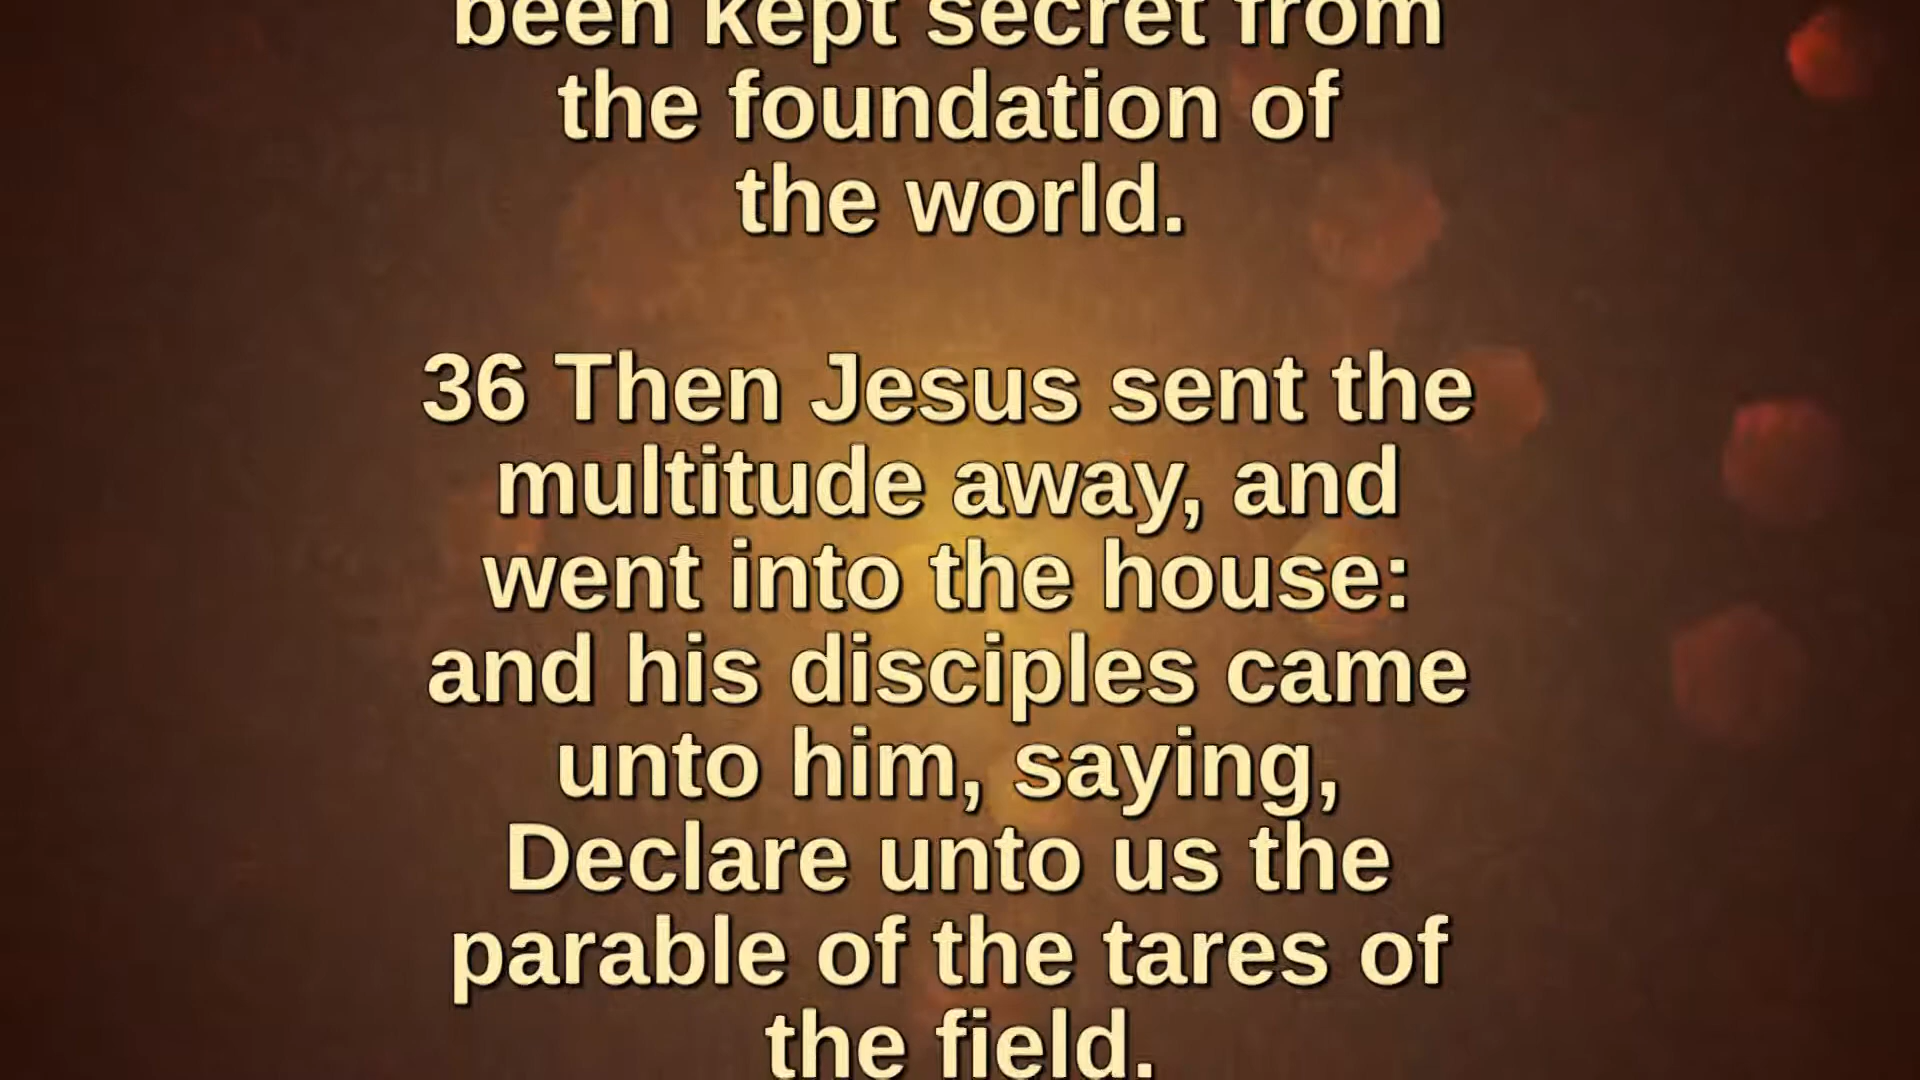 been kept secret from
the foundation of
the world.
36 Then Jesus sent the
multitude away, and
went into the house:
and his disciples came
unto him, saying,
Declare unto us the
parable of the tares of
the field.